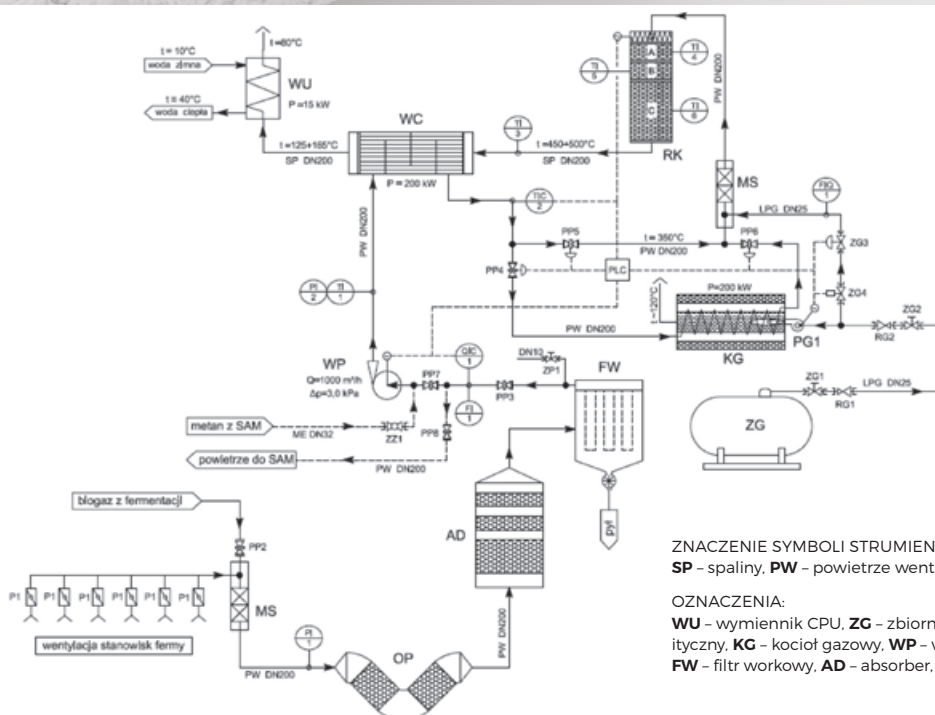 t = 10°C
woda zimna
t = 40°C
woda ciepła
t=60°C
WU
P =15 kW
WC
t=125÷165°C
SP DN200
P = 200 kW
TI
3
t=450÷500°C
SP DN200
TI
5
A
B
C
TI
4
TI
6
RK
PW DN200
MS
FIQ
1
LPG DN25
TIC
2
PP5
t = 350°C
PW DN200
PP6
ZG3
PP4
PLC
P=200 kW
t=120°C
ZG4
ZG2
PG1
RG2
KG
PW DN200
PW DN200
PI
2
TI
1
WP
Q=1000 m³/h
Δp=3,0 kPa
QIC
1
PP7
FI
1
PP3
DN10
ZP1
FW
ZG1
RG1
LPG DN25
ZG
metan z SAM
ME DN32
ZZ1
PP8
powietrze do SAM
PW DN200
pył
AD
biogaz z fermentacji
PP2
P1
P1
P1
P1
P1
P1
MS
wentylacja stanowisk fermy
PI
1
PW DN200
OP
PW DN200
ZNACZENIE SYMBOLI STRUMIEN
SP – spaliny, PW – powietrze went
OZNACZENIA:
WU – wymiennik CPU, ZG – zbiorn
ityczny, KG – kocioł gazowy, WP – w
FW – filtr workowy, AD – absorber,